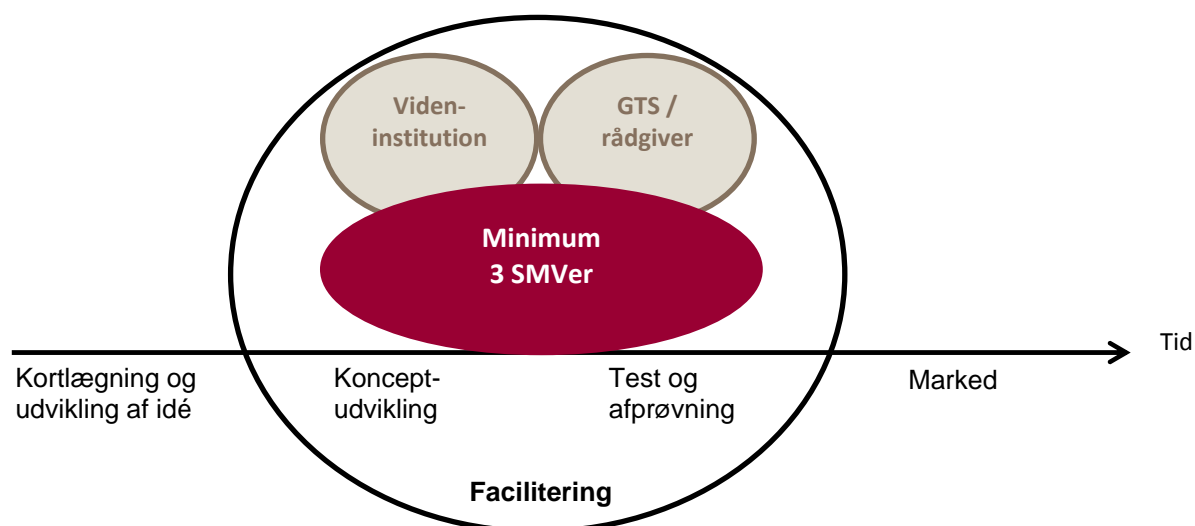 Viden-
institution
GTS /
rådgiver
Minimum
3 SMVer
Tid
Kortlægning og
udvikling af idé
Koncept-
udvikling
Test og
afprøvning
Marked
Facilitering